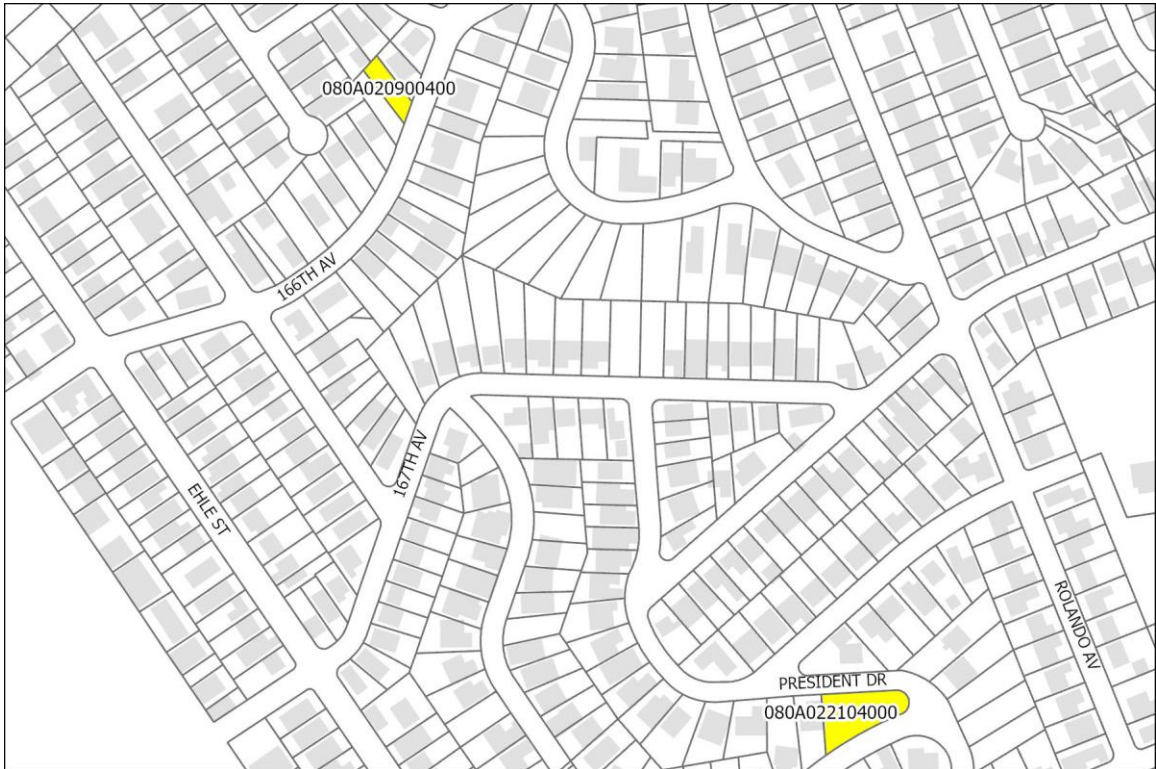 080A020900400
166TH AV
167TH AV
EHLE ST
ROLANDO AV
PRESIDENT DR
080A022104000